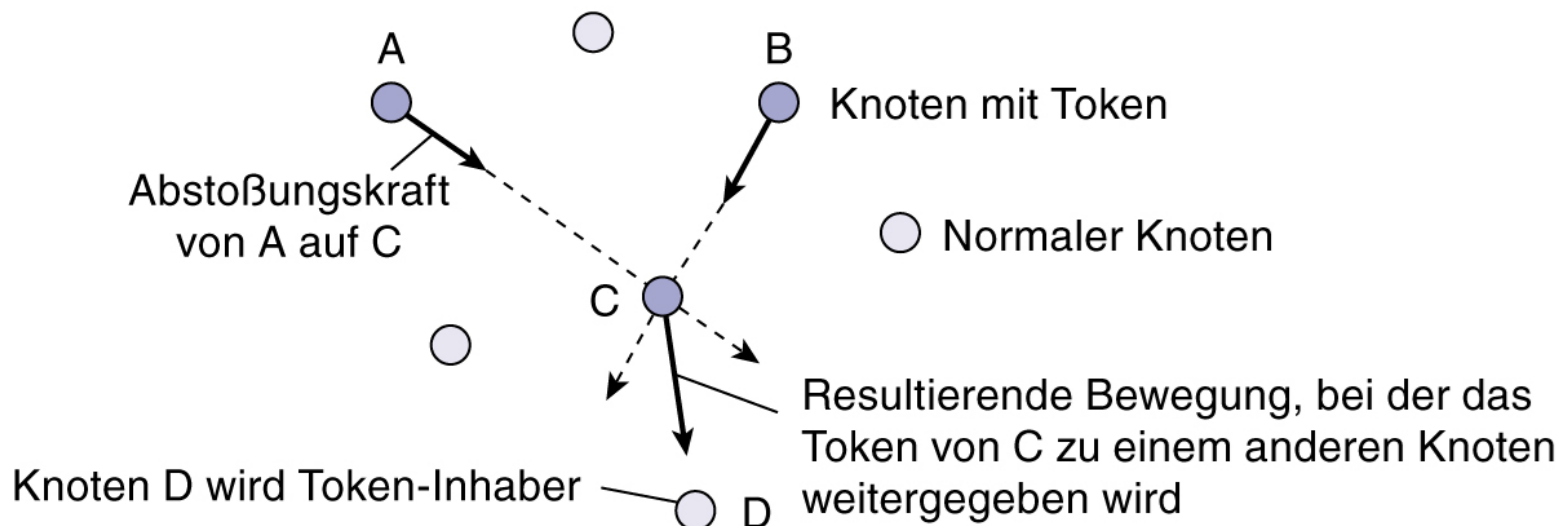 A
B
Knoten mit Token
Abstoßungskraft
von A auf C
Normaler Knoten
C
Resultierende Bewegung, bei der das
Token von C zu einem anderen Knoten
weitergegeben wird
Knoten D wird Token-Inhaber
D